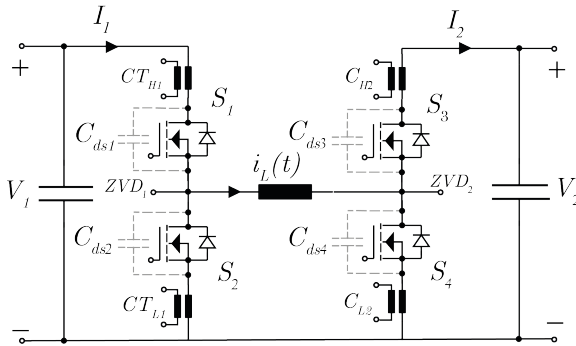 I1 I2
+ CTH1 CH2 +
S1 S3
Cds1 Cds3
V1 ZVD1 iL(t) ZVD2 V2
Cds2 Cds4
S2 S4
CTL1 CL2
− −